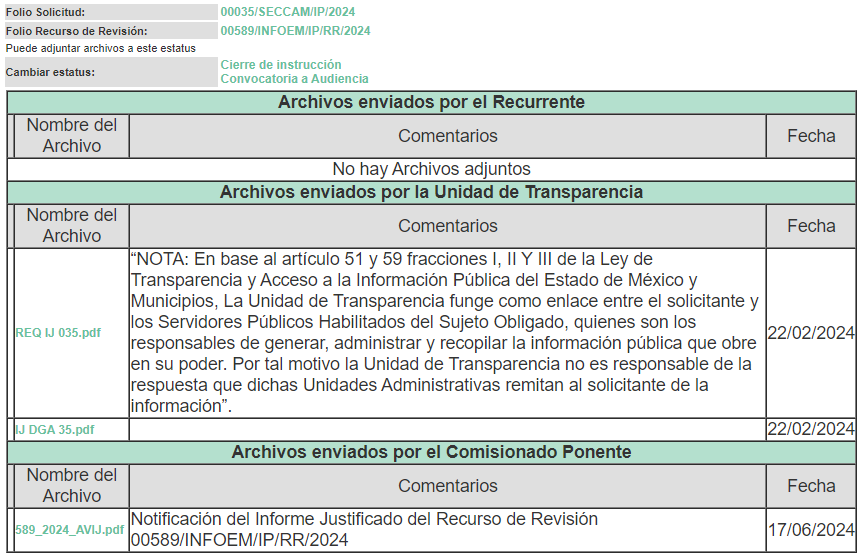 Folio Solicitud: 00035/SECCAM/IP/2024
Folio Recurso de Revisión: 00589/INFOEM/IP/RR/2024
Puede adjuntar archivos a este estatus
Cambiar estatus: Cierre de instrucción
Convocatoria a Audiencia
Archivos enviados por el Recurrente
Nombre del Archivo Comentarios Fecha
No hay Archivos adjuntos
Archivos enviados por la Unidad de Transparencia
Nombre del Archivo Comentarios Fecha
“NOTA: En base al artículo 51 y 59 fracciones I, II Y III de la Ley de
Transparencia y Acceso a la Información Pública del Estado de México y
Municipios, La Unidad de Transparencia funge como enlace entre el solicitante y
los Servidores Públicos Habilitados del Sujeto Obligado, quienes son los
REQ IJ 035.pdf responsables de generar, administrar y recopilar la información pública que obre 22/02/2024
en su poder. Por tal motivo la Unidad de Transparencia no es responsable de la
respuesta que dichas Unidades Administrativas remitan al solicitante de la
información”.
IJ DGA 35.pdf 22/02/2024
Archivos enviados por el Comisionado Ponente
Nombre del Archivo Comentarios Fecha
589_2024_AVIJ.pdf Notificación del Informe Justificado del Recurso de Revisión
00589/INFOEM/IP/RR/2024 17/06/2024